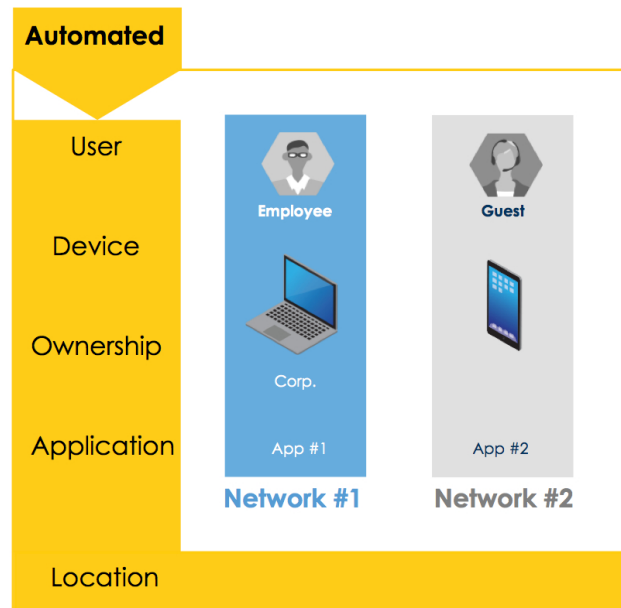 Automated
User
Employee
Guest
Device
Ownership
Corp.
Application
App #1
App #2
Network #1
Network #2
Location